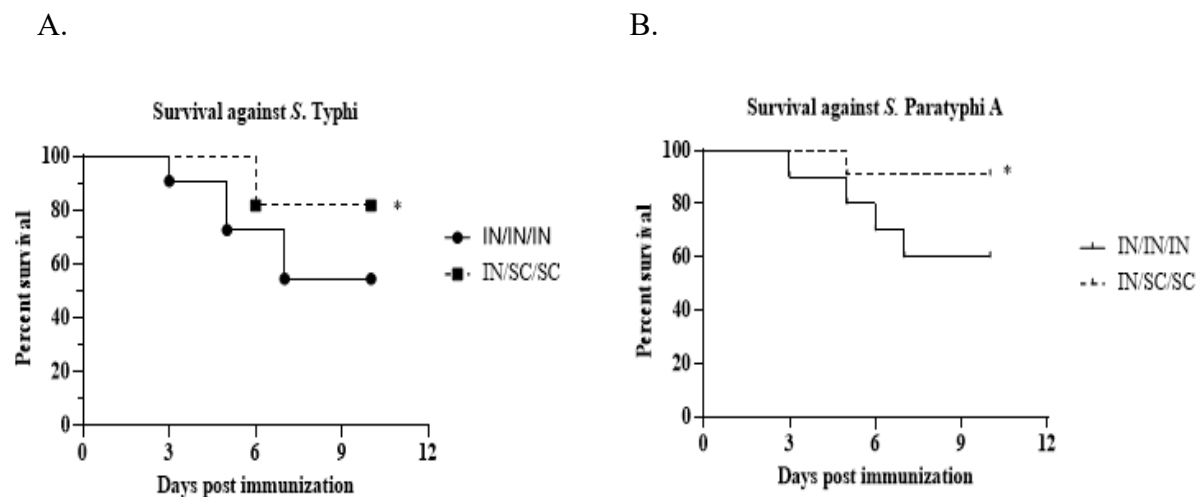 A.
B.
Survival against S. Typhi
100
80
60
40
20
0
Percent survival
0 3 6 9 12
Days post immunization
*
IN/IN/IN
IN/SC/SC
Survival against S. Paratyphi A
100
80
60
40
20
0
Percent survival
0 3 6 9 12
Days post immunization
*
IN/IN/IN
IN/SC/SC